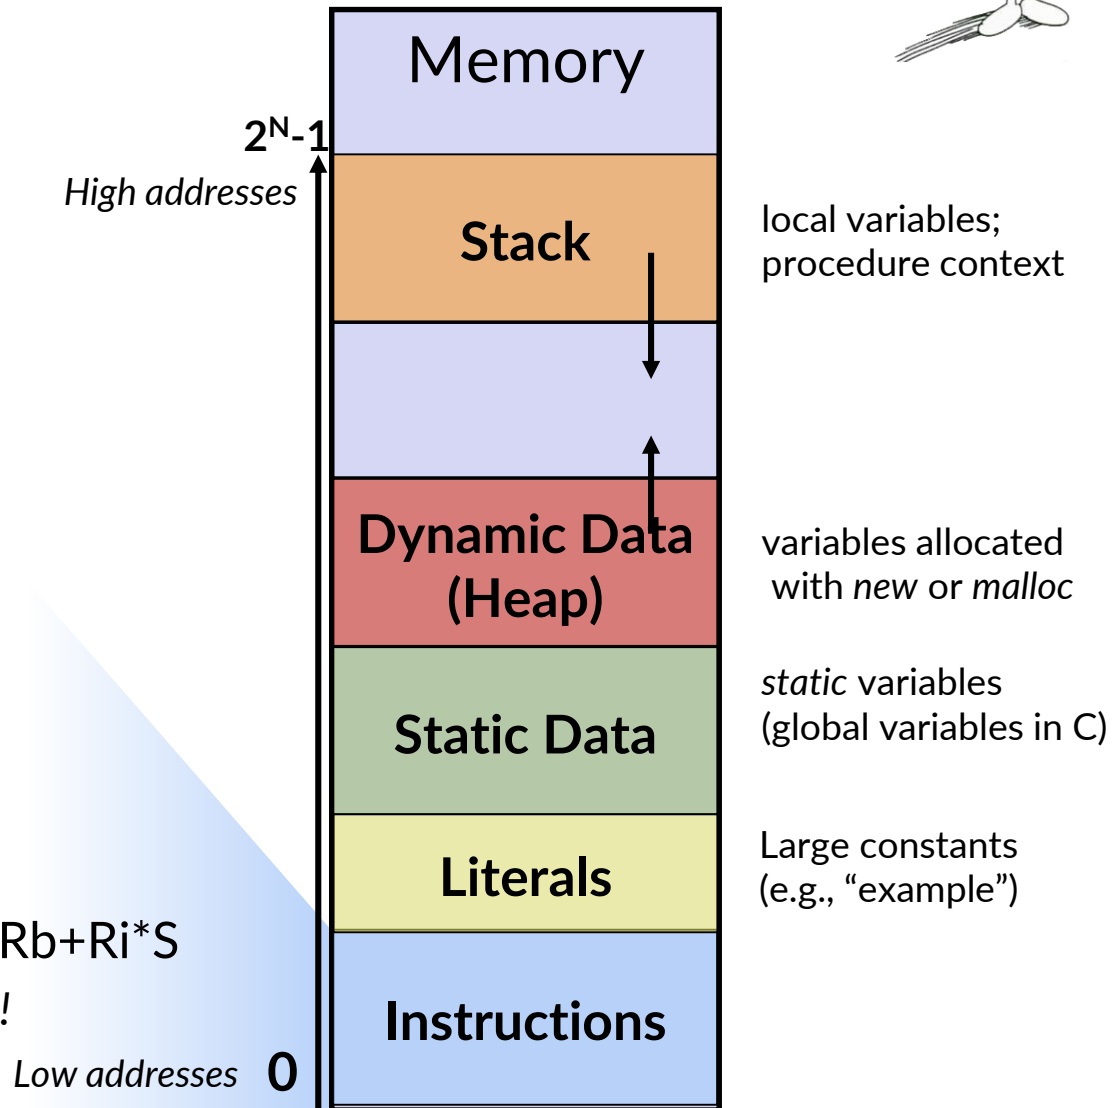 Memory
2ᴺ-1
High addresses
Stack
local variables;
procedure context
Dynamic Data
(Heap)
variables allocated
with new or malloc
Static Data
static variables
(global variables in C)
Literals
Large constants
(e.g., “example”)
Rb+Ri*S
!
Instructions
Low addresses 0